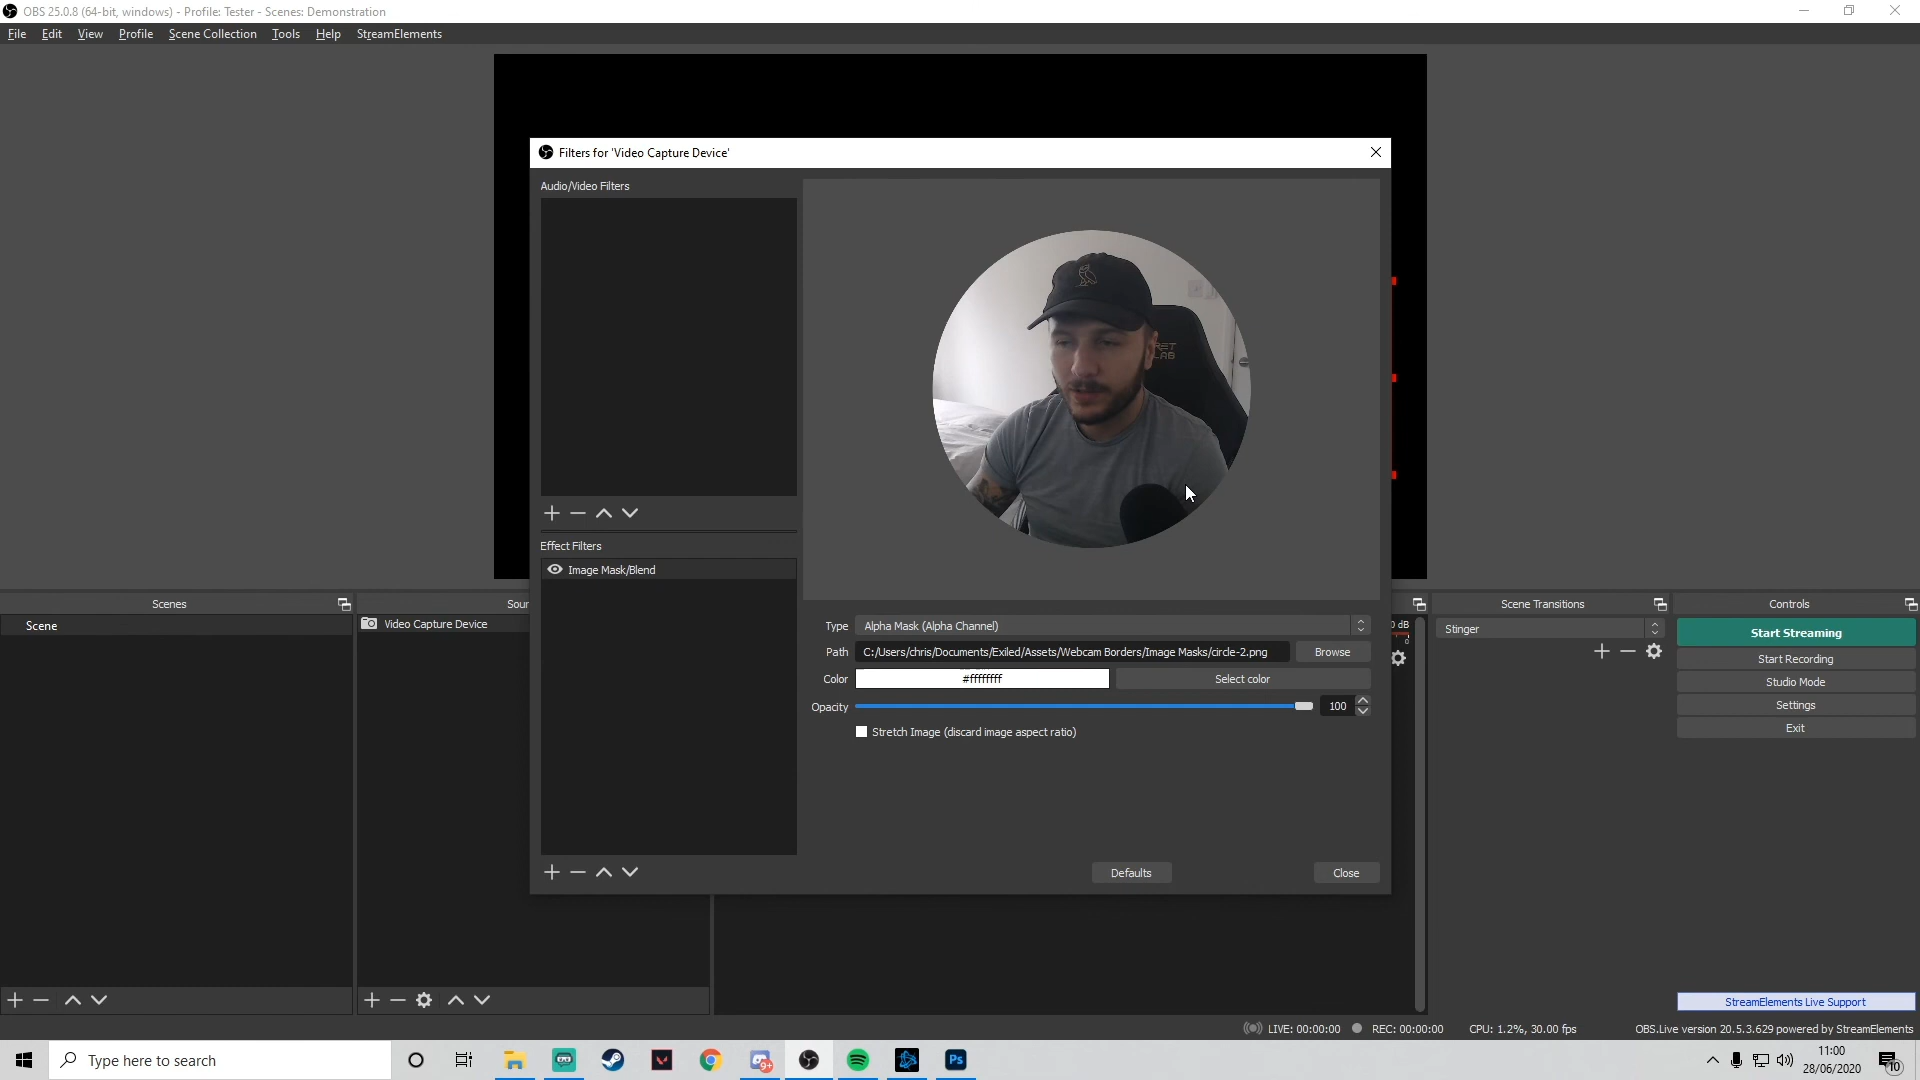 OBS 25.0.8 (64-bit, windows) - Profile: Tester - Scenes: Demonstration
File Edit View Profile Scene Collection Tools Help StreamElements
Filters for 'Video Capture Device'
Audio/Video Filters
Effect Filters
Image Mask/Blend
Type Alpha Mask (Alpha Channel)
Path C:/Users/chris/Documents/Exiled/Assets/Webcam Borders/Image Masks/circle-2.png Browse
Color #ffffffff Select color
Opacity 100
Stretch Image (discard image aspect ratio)
Defaults Close
Scenes
Scene
Sour
Video Capture Device
0 dB
0
Scene Transitions
Stinger
Controls
Start Streaming
Start Recording
Studio Mode
Settings
Exit
StreamElements Live Support
LIVE: 00:00:00 REC: 00:00:00 CPU: 1.2%, 30.00 fps OBS.Live version 20.5.3.629 powered by StreamElements
Type here to search
9+
Ps
11:00
28/06/2020
10